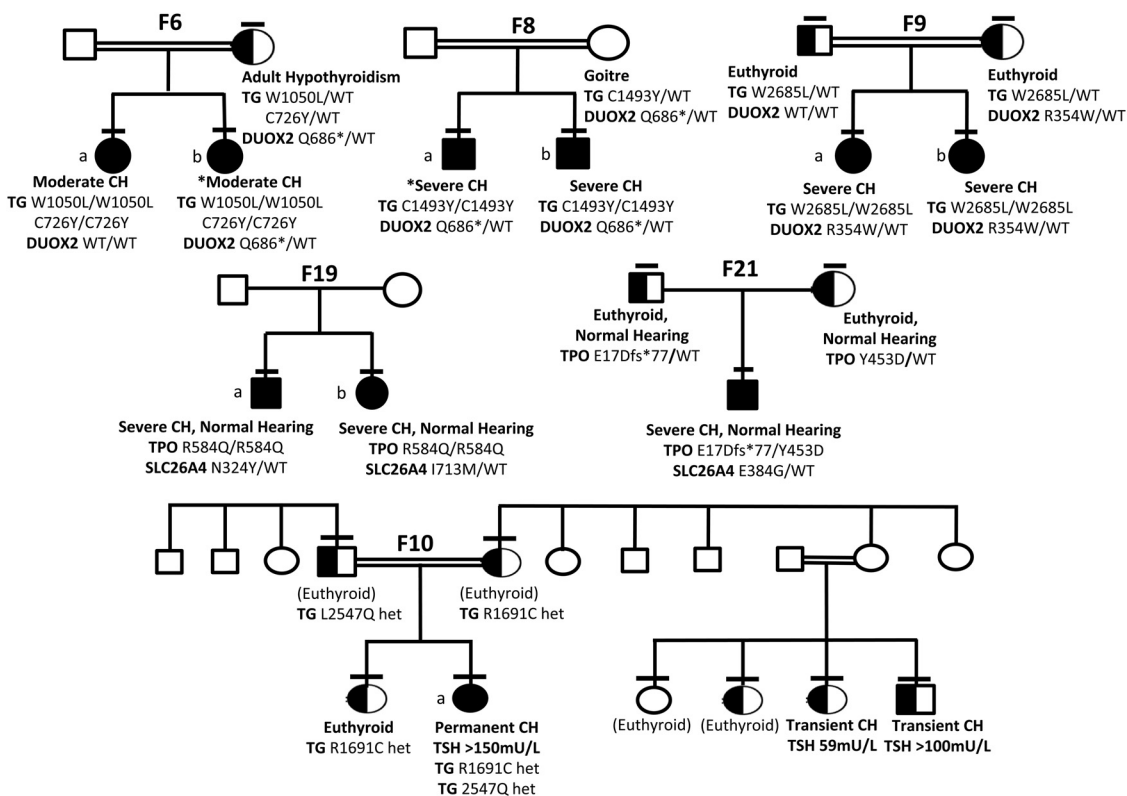 F6
Adult Hypothyroidism
TG W1050L/WT
C726Y/WT
DUOX2 Q686*/WT
a
b
Moderate CH
TG W1050L/W1050L
C726Y/C726Y
DUOX2 WT/WT
*Moderate CH
TG W1050L/W1050L
C726Y/C726Y
DUOX2 Q686*/WT
F8
Goitre
TG C1493Y/WT
DUOX2 Q686*/WT
a
b
*Severe CH
TG C1493Y/C1493Y
DUOX2 Q686*/WT
Severe CH
TG C1493Y/C1493Y
DUOX2 Q686*/WT
F9
Euthyroid
TG W2685L/WT
DUOX2 WT/WT
Euthyroid
TG W2685L/WT
DUOX2 R354W/WT
a
b
Severe CH
TG W2685L/W2685L
DUOX2 R354W/WT
Severe CH
TG W2685L/W2685L
DUOX2 R354W/WT
F19
a
b
Severe CH, Normal Hearing
TPO R584Q/R584Q
SLC26A4 N324Y/WT
Severe CH, Normal Hearing
TPO R584Q/R584Q
SLC26A4 I713M/WT
F21
Euthyroid,
Normal Hearing
TPO E17Dfs*77/WT
Euthyroid,
Normal Hearing
TPO Y453D/WT
Severe CH, Normal Hearing
TPO E17Dfs*77/Y453D
SLC26A4 E384G/WT
F10
(Euthyroid)
TG L2547Q het
(Euthyroid)
TG R1691C het
a
Euthyroid
TG R1691C het
Permanent CH
TSH >150mU/L
TG R1691C het
TG 2547Q het
(Euthyroid)
(Euthyroid)
Transient CH
TSH 59mU/L
Transient CH
TSH >100mU/L